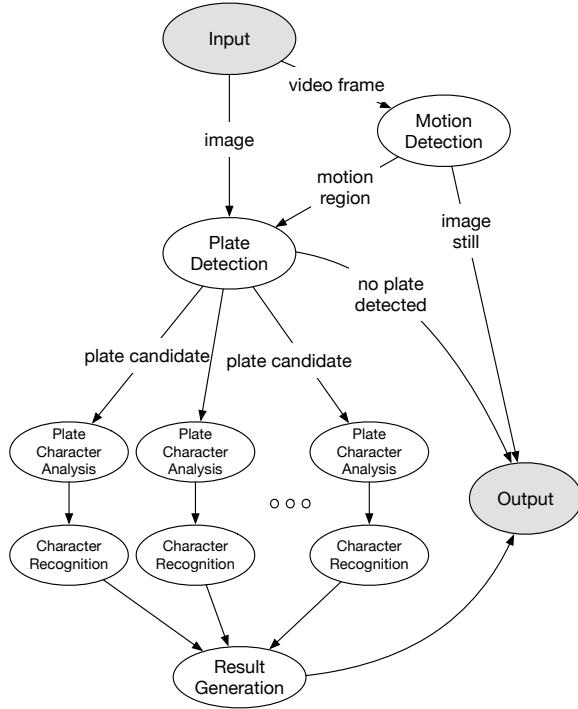 Input
video frame
Motion
Detection
image
motion
region
image
still
Plate
Detection
no plate
detected
plate candidate
plate candidate
Plate
Character
Analysis
Plate
Character
Analysis
Plate
Character
Analysis
Output
Character
Recognition
Character
Recognition
Character
Recognition
Result
Generation